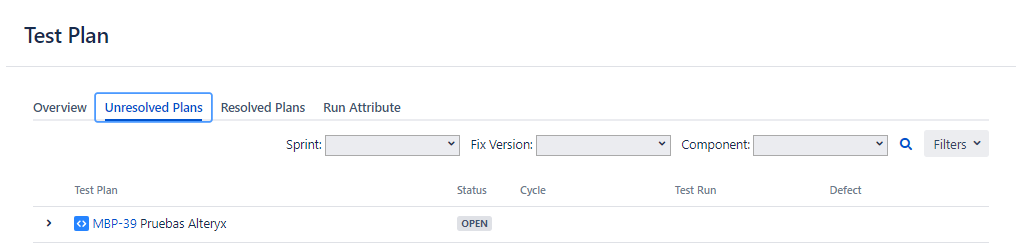 Test Plan
Overview Unresolved Plans Resolved Plans Run Attribute
Sprint: Fix Version: Component: Filters
Test Plan Status Cycle Test Run Defect
MBP-39 Pruebas Alteryx OPEN